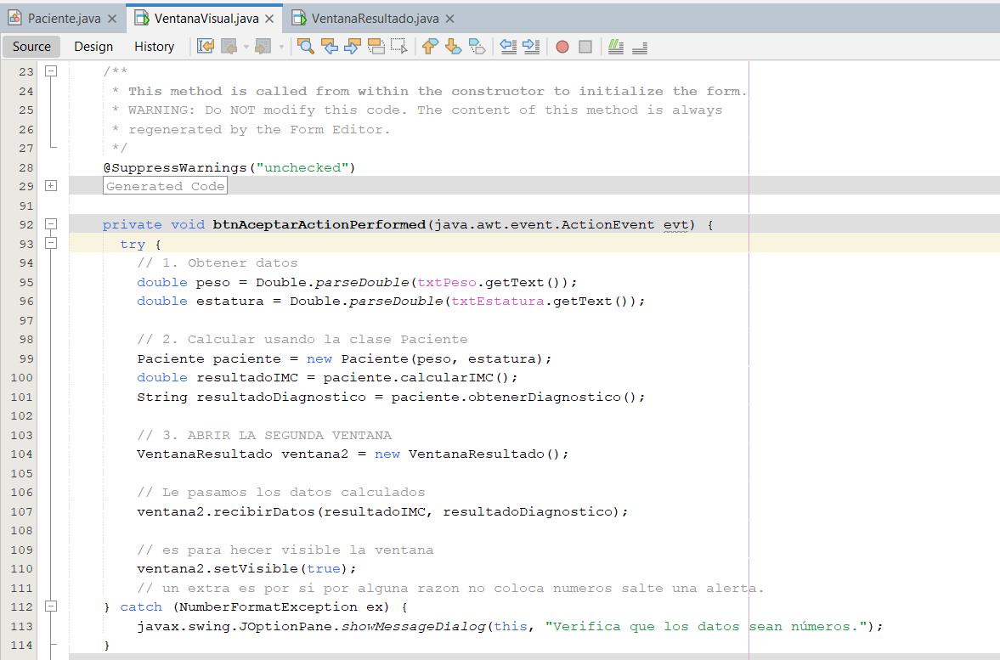 Paciente.java VentanaVisual.java VentanaResultado.java
Source Design History
23 /**
24 * This method is called from within the constructor to initialize the form.
25 * WARNING: Do NOT modify this code. The content of this method is always
26 * regenerated by the Form Editor.
27 */
28 @SuppressWarnings("unchecked")
29 Generated Code
91
92 private void btnAceptarActionPerformed(java.awt.event.ActionEvent evt) {
93 try {
94 // 1. Obtener datos
95 double peso = Double.parseDouble(txtPeso.getText());
96 double estatura = Double.parseDouble(txtEstatura.getText());
97
98 // 2. Calcular usando la clase Paciente
99 Paciente paciente = new Paciente(peso, estatura);
100 double resultadoIMC = paciente.calcularIMC();
101 String resultadoDiagnostico = paciente.obtenerDiagnostico();
102
103 // 3. ABRIR LA SEGUNDA VENTANA
104 VentanaResultado ventana2 = new VentanaResultado();
105
106 // Le pasamos los datos calculados
107 ventana2.recibirDatos(resultadoIMC, resultadoDiagnostico);
108
109 // es para hecer visible la ventana
110 ventana2.setVisible(true);
111 // un extra es por si por alguna razon no coloca numeros salte una alerta.
112 } catch (NumberFormatException ex) {
113 javax.swing.JOptionPane.showMessageDialog(this, "Verifica que los datos sean números.");
114 }